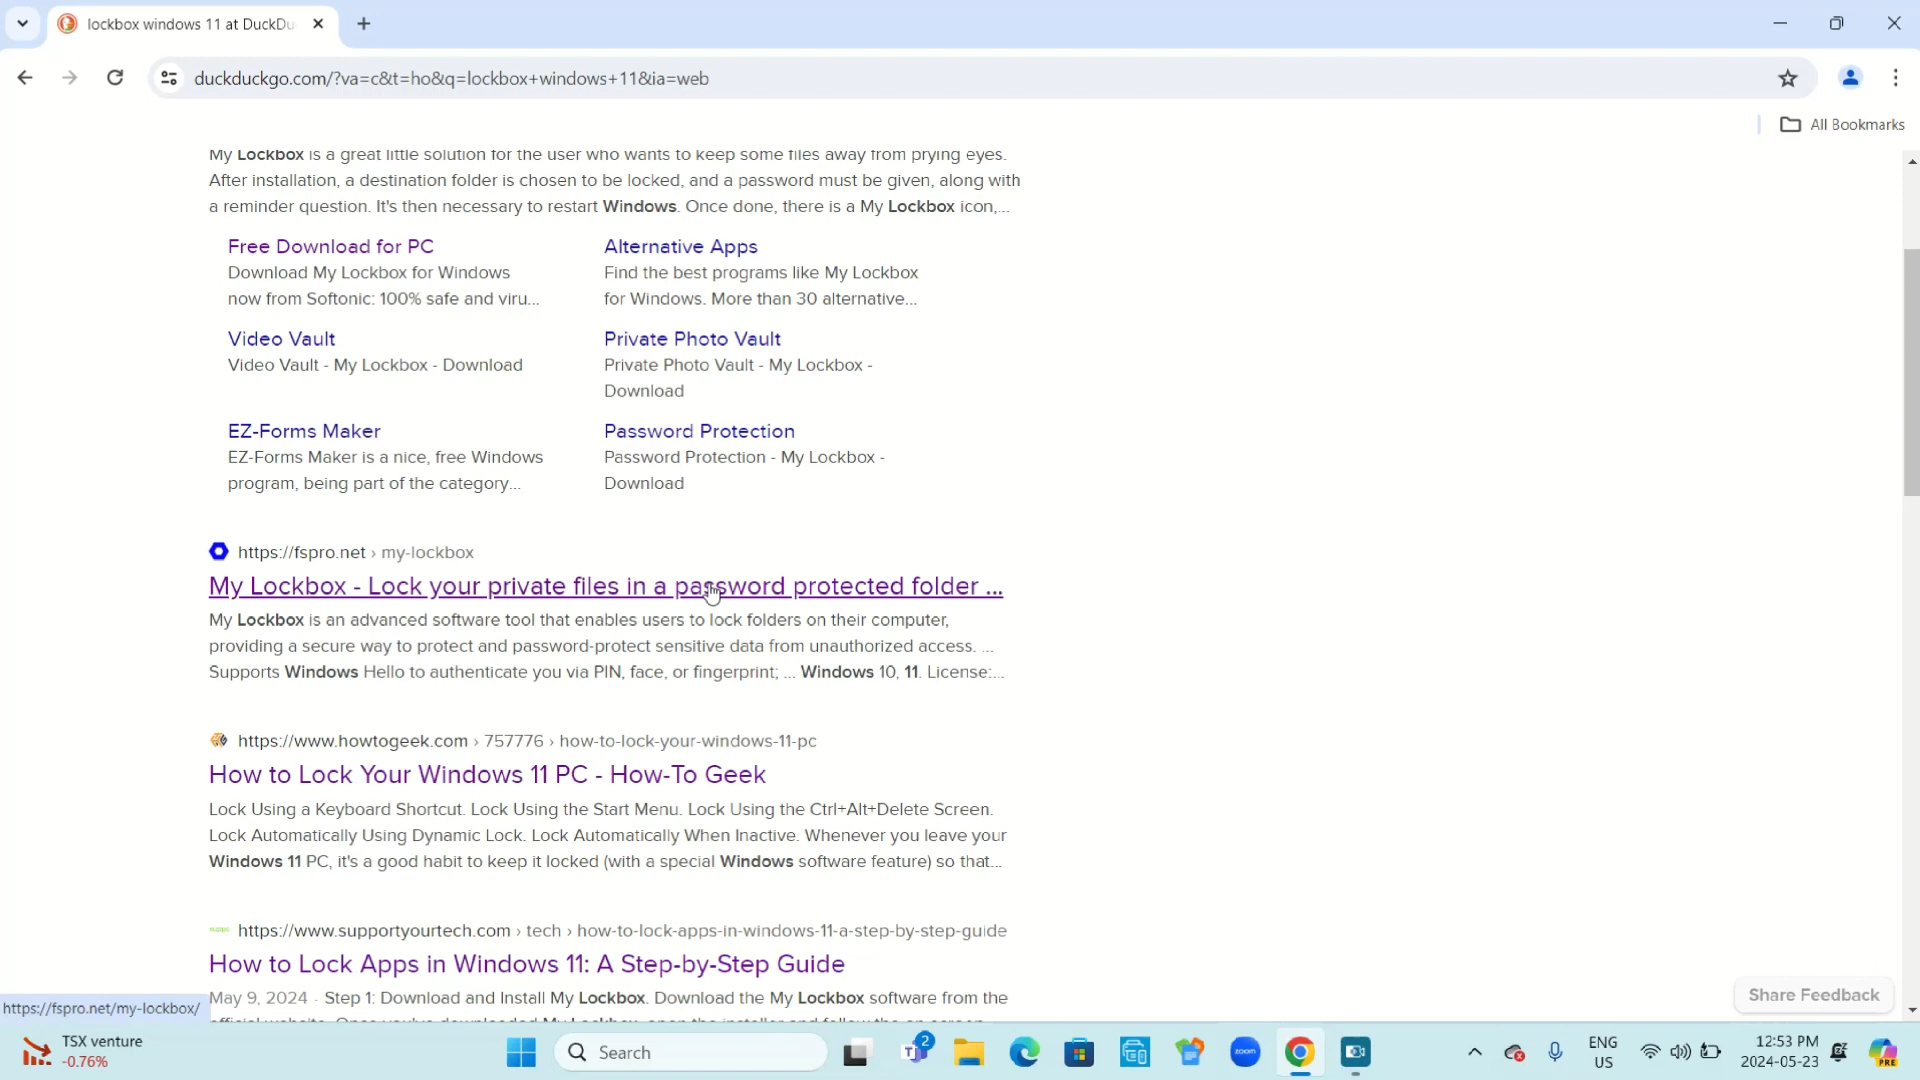 lockbox windows 11 at DuckDu
duckduckgo.com/?va=c&t=ho&q=lockbox+windows+11&ia=web
All Bookmarks
My Lockbox is a great little solution for the user who wants to keep some files away from prying eyes.
After installation, a destination folder is chosen to be locked, and a password must be given, along with
a reminder question. It's then necessary to restart Windows. Once done, there is a My Lockbox icon,...
Free Download for PC
Download My Lockbox for Windows
now from Softonic: 100% safe and viru...
Alternative Apps
Find the best programs like My Lockbox
for Windows. More than 30 alternative...
Video Vault
Video Vault - My Lockbox - Download
Private Photo Vault
Private Photo Vault - My Lockbox -
Download
EZ-Forms Maker
EZ-Forms Maker is a nice, free Windows
program, being part of the category...
Password Protection
Password Protection - My Lockbox -
Download
https://fspro.net › my-lockbox
My Lockbox - Lock your private files in a password protected folder ...
My Lockbox is an advanced software tool that enables users to lock folders on their computer,
providing a secure way to protect and password-protect sensitive data from unauthorized access. ...
Supports Windows Hello to authenticate you via PIN, face, or fingerprint; ... Windows 10, 11. License:...
https://www.howtogeek.com › 757776 › how-to-lock-your-windows-11-pc
How to Lock Your Windows 11 PC - How-To Geek
Lock Using a Keyboard Shortcut. Lock Using the Start Menu. Lock Using the Ctrl+Alt+Delete Screen.
Lock Automatically Using Dynamic Lock. Lock Automatically When Inactive. Whenever you leave your
Windows 11 PC, it's a good habit to keep it locked (with a special Windows software feature) so that...
https://www.supportyourtech.com › tech › how-to-lock-apps-in-windows-11-a-step-by-step-guide
How to Lock Apps in Windows 11: A Step-by-Step Guide
May 9, 2024 · Step 1: Download and Install My Lockbox. Download the My Lockbox software from the
Share Feedback
https://fspro.net/my-lockbox/
TSX venture
-0.76%
Search
2
zoom
PRE
ENG
US
12:53 PM
2024-05-23